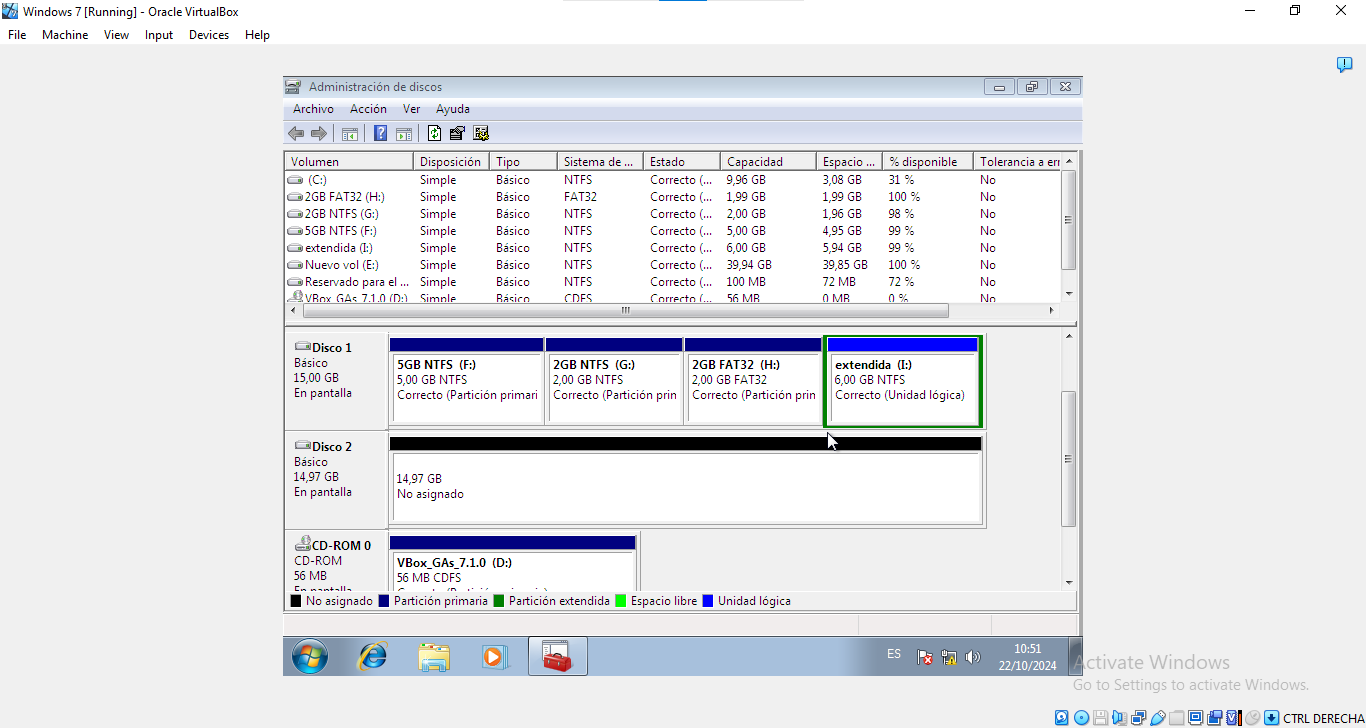 Windows 7 [Running] - Oracle VirtualBox
File Machine View Input Devices Help
Administración de discos
Archivo Acción Ver Ayuda
Volumen Disposición Tipo Sistema de ... Estado Capacidad Espacio ... % disponible Tolerancia a err
(C:) Simple Básico NTFS Correcto (... 9,96 GB 3,08 GB 31 % No
2GB FAT32 (H:) Simple Básico FAT32 Correcto (... 1,99 GB 1,99 GB 100 % No
2GB NTFS (G:) Simple Básico NTFS Correcto (... 2,00 GB 1,96 GB 98 % No
5GB NTFS (F:) Simple Básico NTFS Correcto (... 5,00 GB 4,95 GB 99 % No
extendida (I:) Simple Básico NTFS Correcto (... 6,00 GB 5,94 GB 99 % No
Nuevo vol (E:) Simple Básico NTFS Correcto (... 39,94 GB 39,85 GB 100 % No
Reservado para el ... Simple Básico NTFS Correcto (... 100 MB 72 MB 72 % No
VBox_GAs_7.1.0 (D:) Simple Básico CDFS Correcto (... 56 MB 0 MB 0 % No
Disco 1
Básico
15,00 GB
En pantalla
5GB NTFS (F:)
5,00 GB NTFS
Correcto (Partición primari
2GB NTFS (G:)
2,00 GB NTFS
Correcto (Partición prin
2GB FAT32 (H:)
2,00 GB FAT32
Correcto (Partición prin
extendida (I:)
6,00 GB NTFS
Correcto (Unidad lógica)
Disco 2
Básico
14,97 GB
En pantalla
14,97 GB
No asignado
CD-ROM 0
CD-ROM
56 MB
En pantalla
VBox_GAs_7.1.0 (D:)
56 MB CDFS
No asignado Partición primaria Partición extendida Espacio libre Unidad lógica
ES
10:51
22/10/2024
Activate Windows
Go to Settings to activate Windows.
CTRL DERECHA